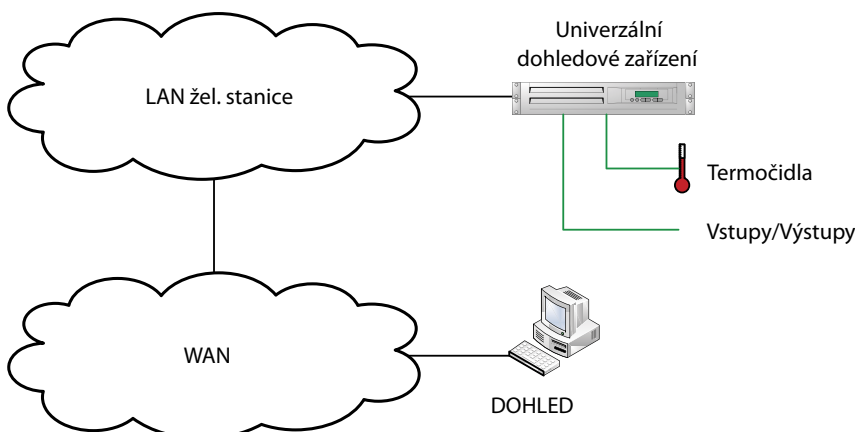 Univerzální
dohledové zařízení
LAN žel. stanice
Termočidla
Vstupy/Výstupy
WAN
DOHLED